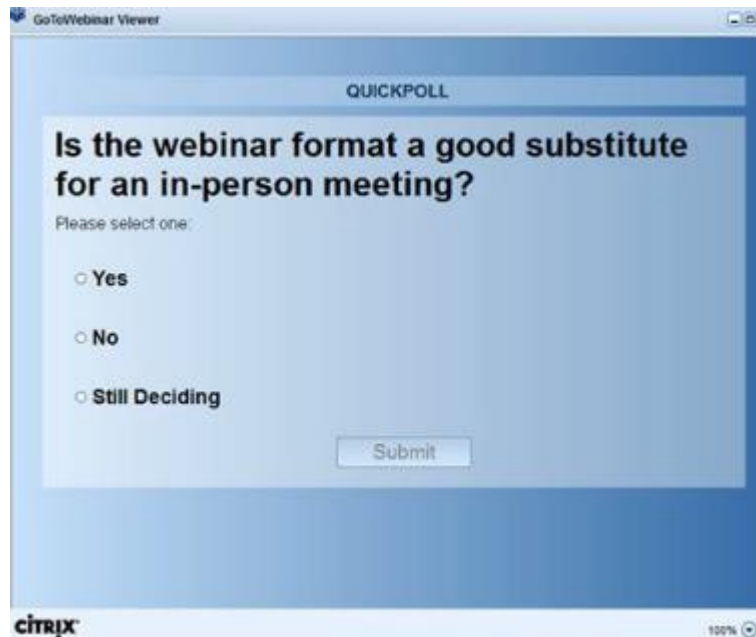 GoToWebinar Viewer
QUICKPOLL
Is the webinar format a good substitute
for an in-person meeting?
Please select one:
Yes
No
Still Deciding
Submit
CITRIX
100%